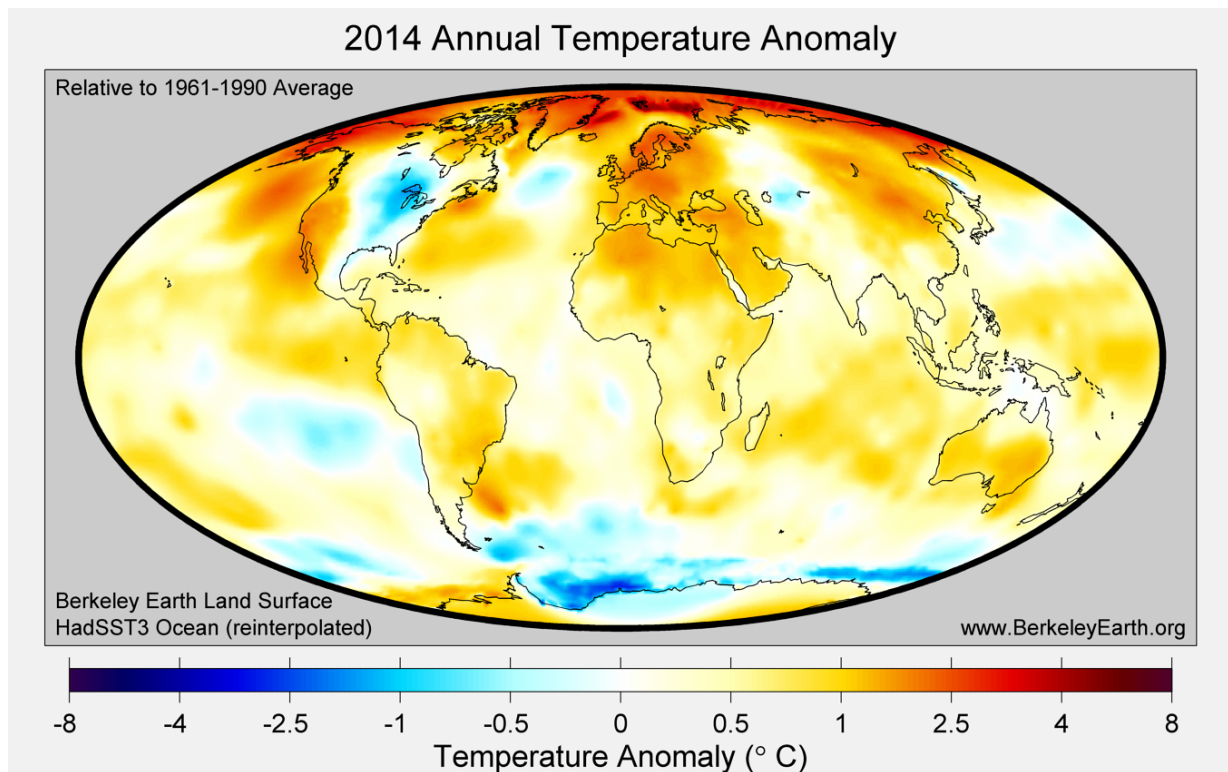 2014 Annual Temperature Anomaly
Relative to 1961-1990 Average
Berkeley Earth Land Surface
HadSST3 Ocean (reinterpolated)
www.BerkeleyEarth.org
-8 -4 -2.5 -1 -0.5 0 0.5 1 2.5 4 8
Temperature Anomaly (° C)